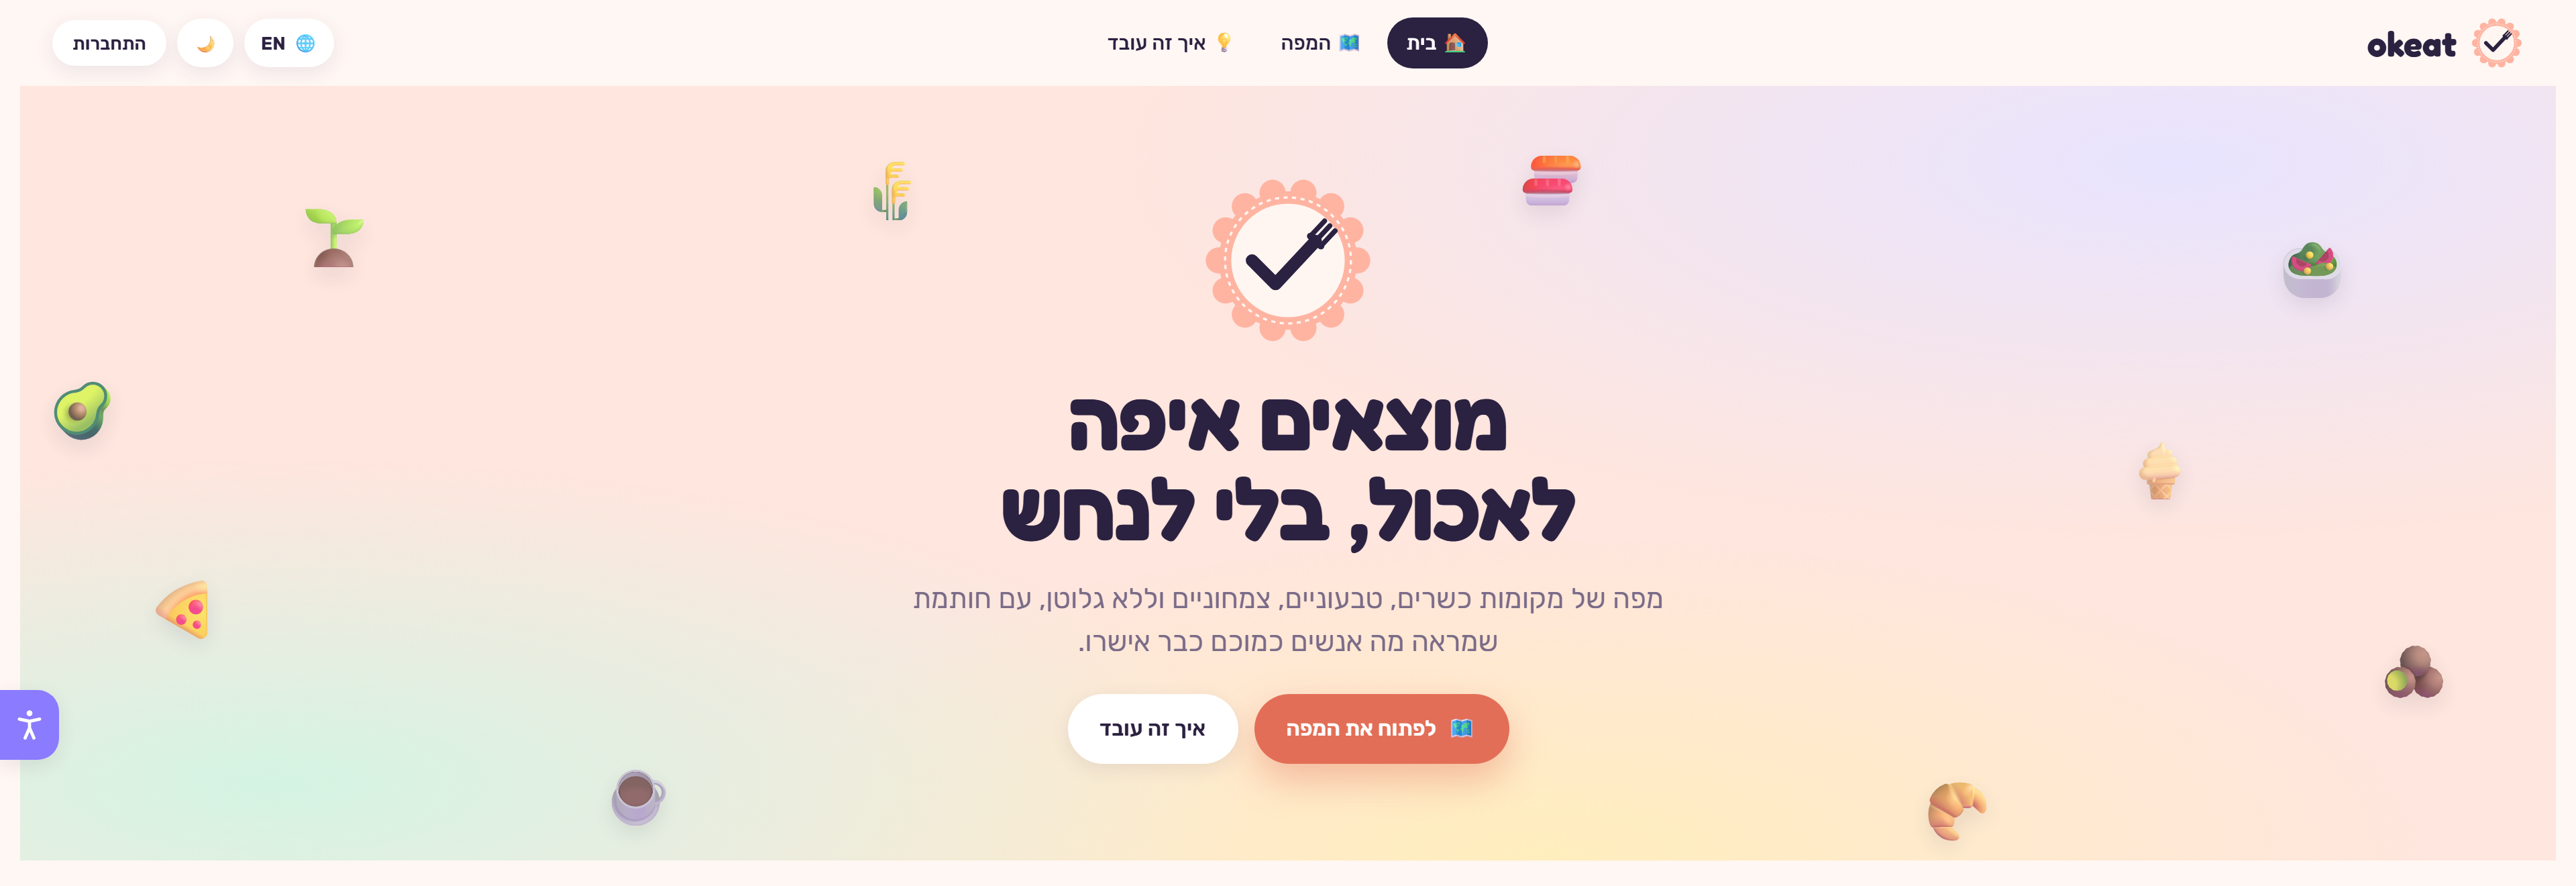 okeat
בית
המפה
איך זה עובד
EN
התחברות
מוצאים איפה
לאכול, בלי לנחש
מפה של מקומות כשרים, טבעוניים, צמחוניים וללא גלוטן, עם חותמת
שמראה מה אנשים כמוכם כבר אישרו.
לפתוח את המפה
איך זה עובד